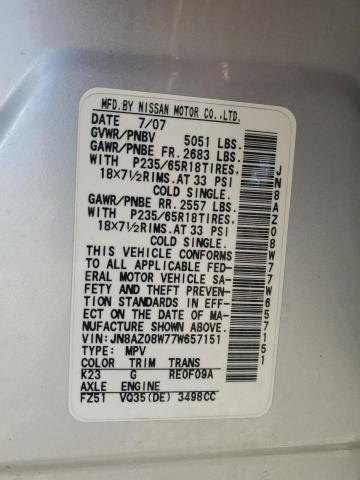 MFD.BY NISSAN MOTOR CO.,LTD.
DATE 7/07
GVWR/PNBV 5051 LBS.
GAWR/PNBE FR. 2683 LBS.
WITH P235/65R18TIRES.
18X7½RIMS.AT 33 PSI
COLD SINGLE.
GAWR/PNBE RR. 2557 LBS.
WITH P235/65R18TIRES.
18X7½RIMS.AT 33 PSI
COLD SINGLE.
THIS VEHICLE CONFORMS
TO ALL APPLICABLE FED-
ERAL MOTOR VEHICLE SA-
FETY AND THEFT PREVEN-
TION STANDARDS IN EFF-
ECT ON THE DATE OF MA-
NUFACTURE SHOWN ABOVE.
VIN:JN8AZ08W77W657151
TYPE: MPV
COLOR TRIM TRANS
K23 G RE0F09A
AXLE ENGINE
FZ51 VQ35(DE) 3498CC
JN8AZ08W77W657151